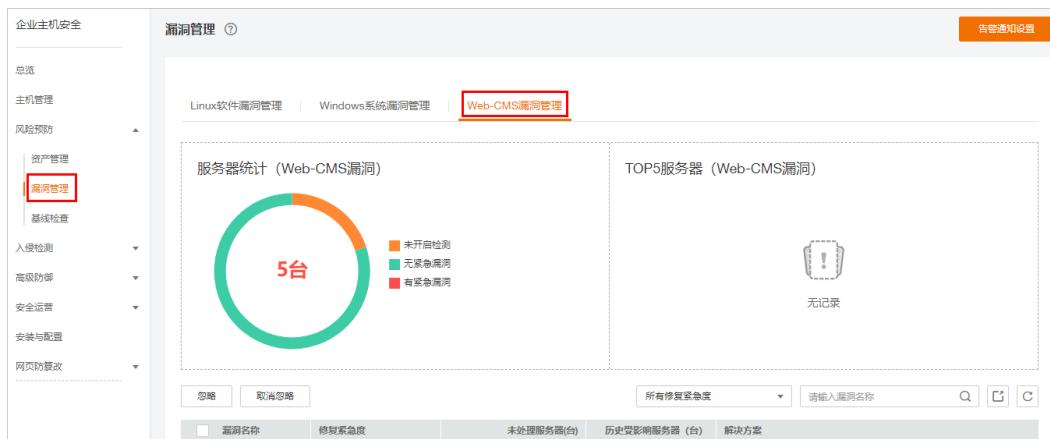 企业主机安全
漏洞管理 ?
告警通知设置
总览
主机管理
风险预防
资产管理
漏洞管理
基线检查
入侵检测
高级防御
安全运营
安装与配置
网页防篡改
Linux软件漏洞管理
Windows系统漏洞管理
Web-CMS漏洞管理
服务器统计（Web-CMS漏洞）
5台
未开启检测
无紧急漏洞
有紧急漏洞
TOP5服务器（Web-CMS漏洞）
无记录
忽略
取消忽略
所有修复紧急度
请输入漏洞名称
漏洞名称
修复紧急度
未处理服务器(台)
历史受影响服务器（台）
解决方案